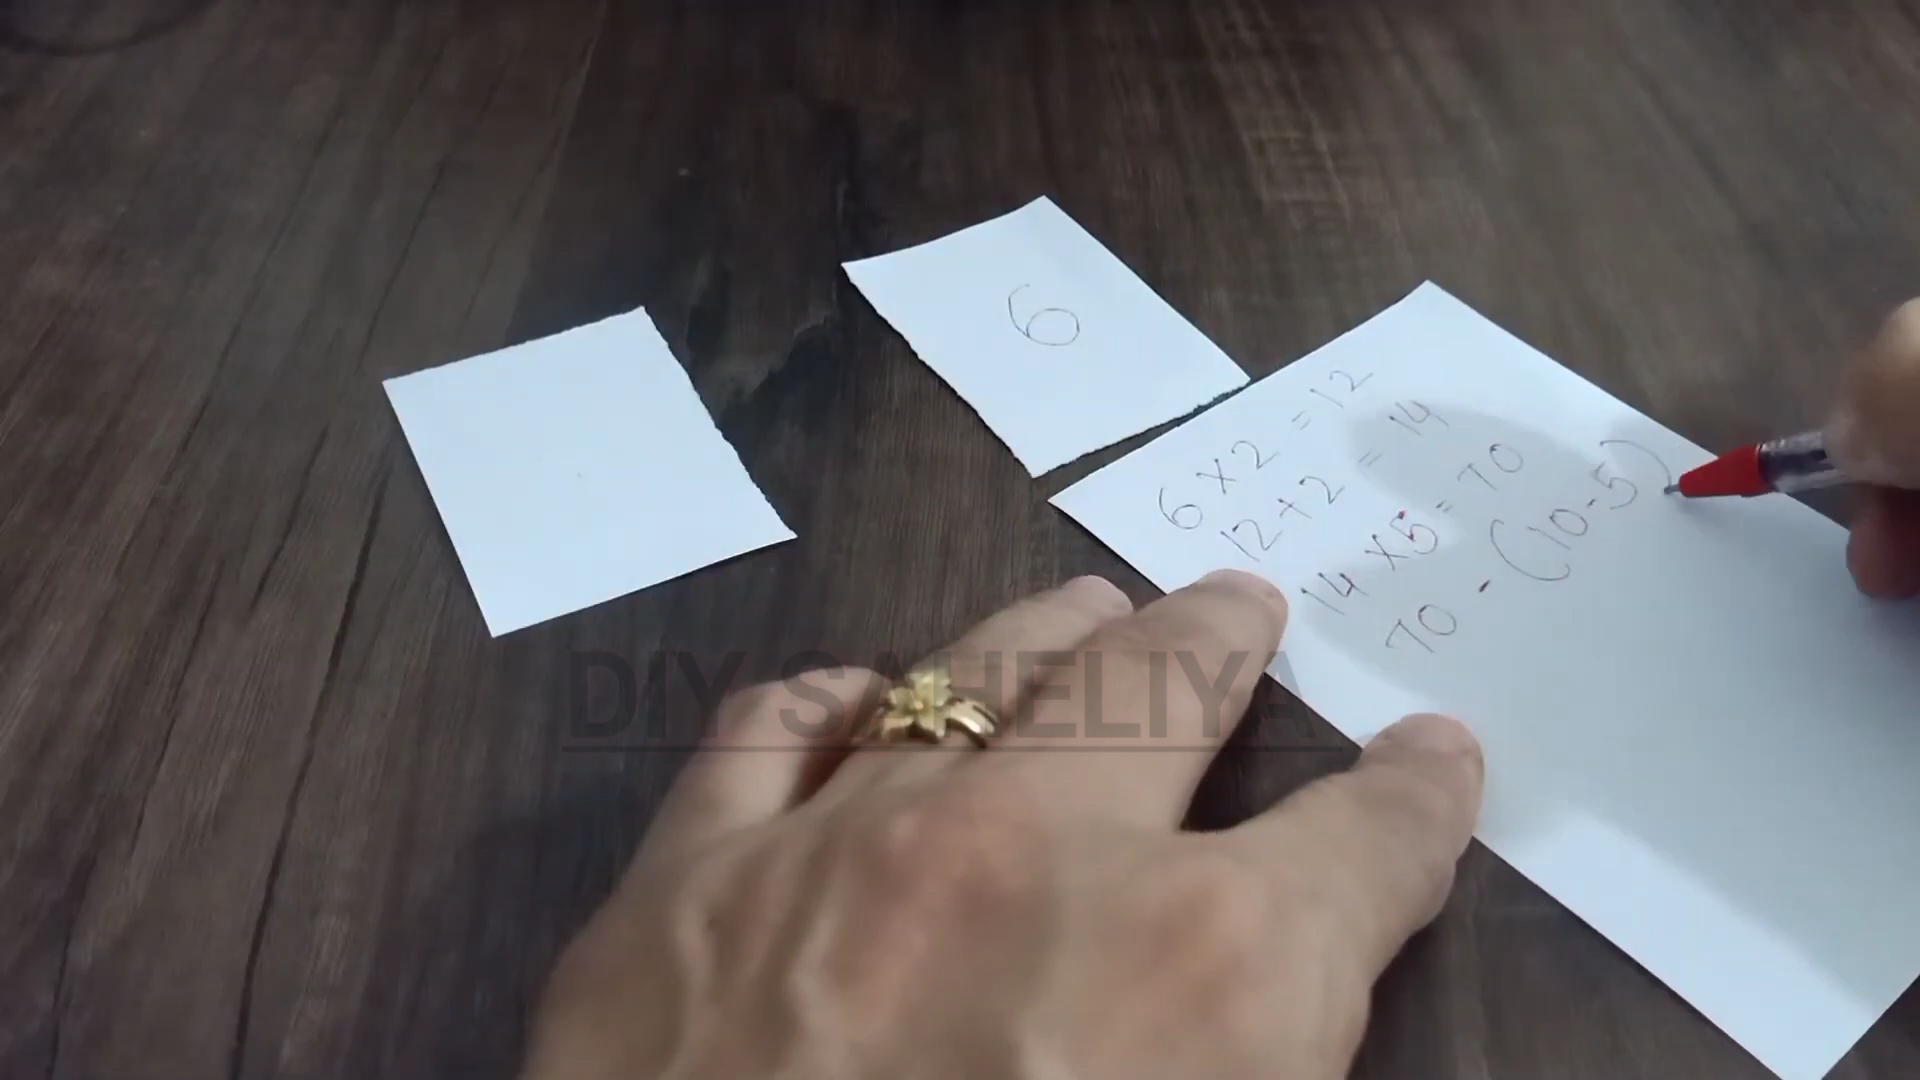 6
6 x 2 = 12
12 + 2 = 14
14 x 5 = 70
70 - (10-5)
DIY SAHELIYA